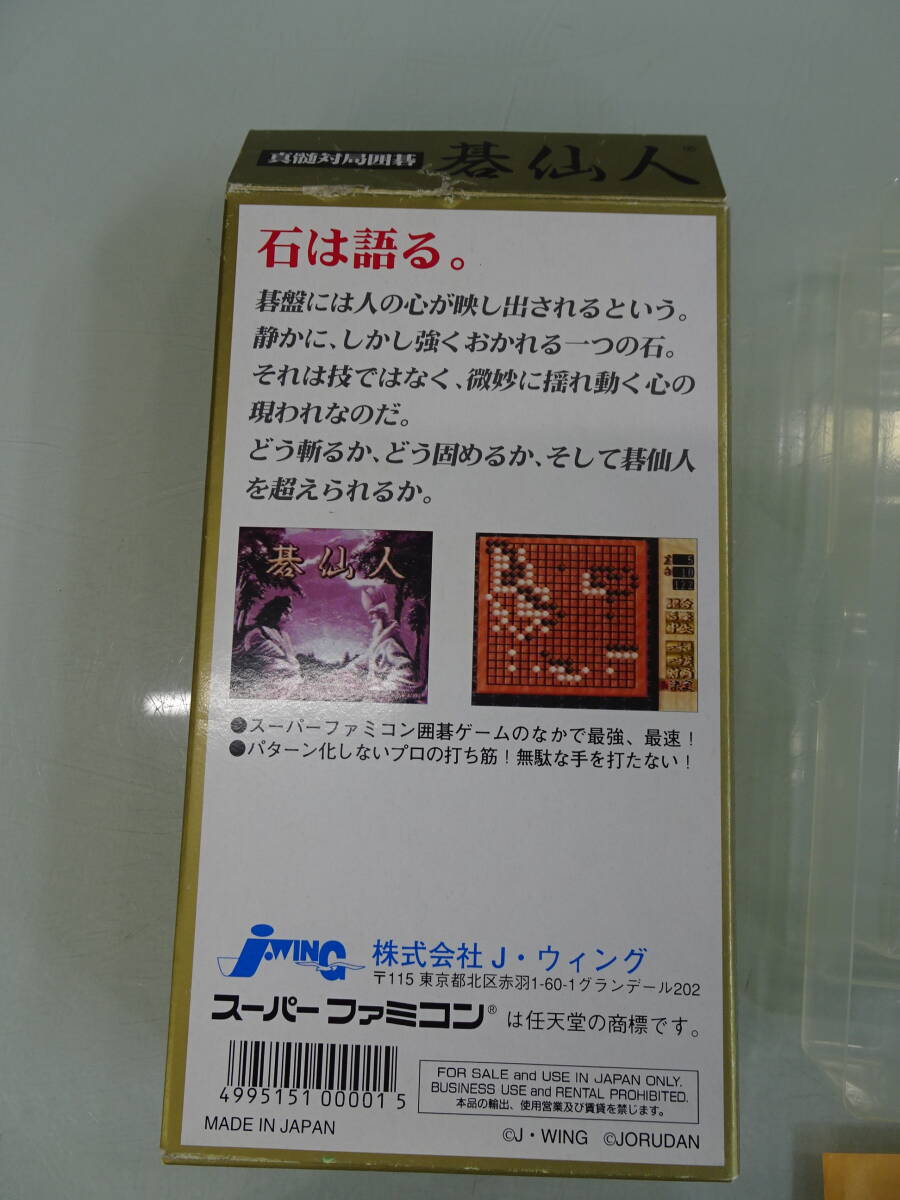 真髄対局囲碁 碁仙人®
石は語る。
碁盤には人の心が映し出されるという。
静かに、しかし強くおかれる一つの石。
それは技ではなく、微妙に揺れ動く心の
現われなのだ。
どう斬るか、どう固めるか、そして碁仙人
を超えられるか。
碁仙人
●スーパーファミコン囲碁ゲームのなかで最強、最速！
●パターン化しないプロの打ち筋！無駄な手を打たない！
J・WING 株式会社 J・ウィング
〒115 東京都北区赤羽1-60-1グランデール202
スーパーファミコン® は任天堂の商標です。
4995151000015
FOR SALE and USE IN JAPAN ONLY.
BUSINESS USE and RENTAL PROHIBITED.
本品の輸出、使用営業及び賃貸を禁じます。
MADE IN JAPAN
©J・WING ©JORUDAN